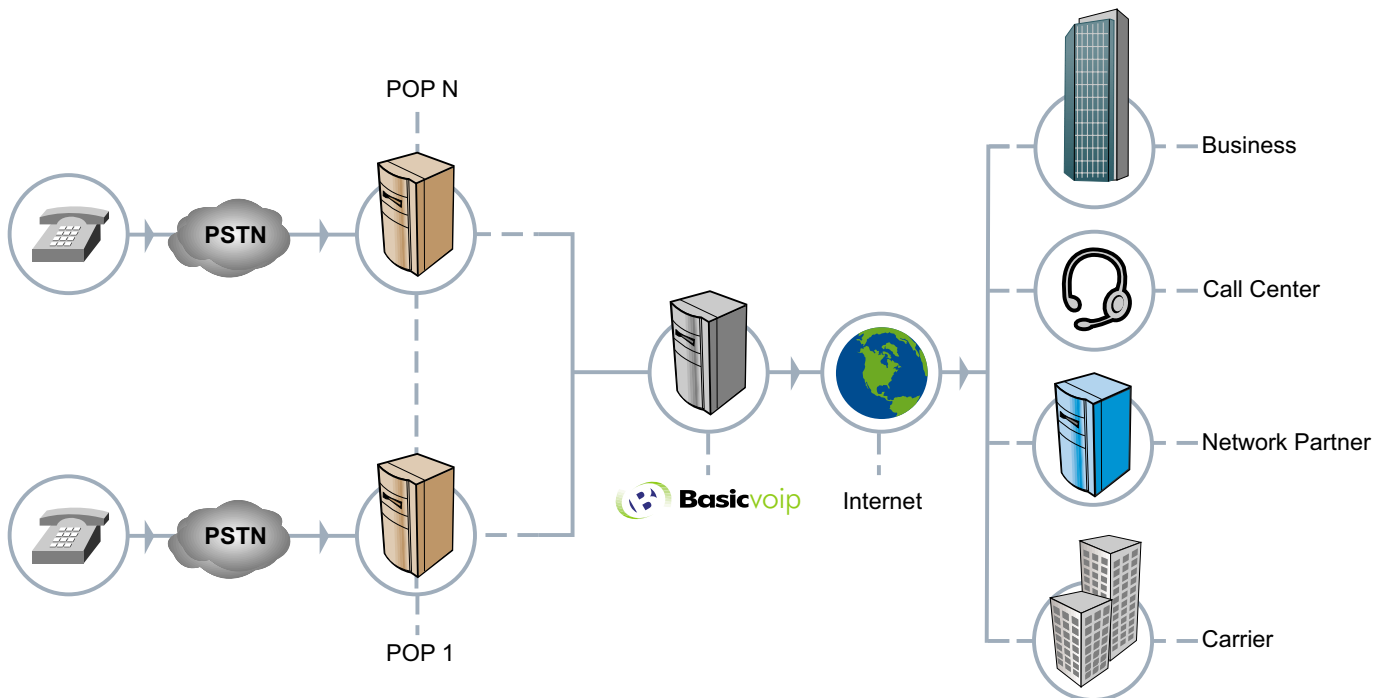 POP N
Business
PSTN
Call Center
Network Partner
Basicvoip
Internet
PSTN
Carrier
POP 1